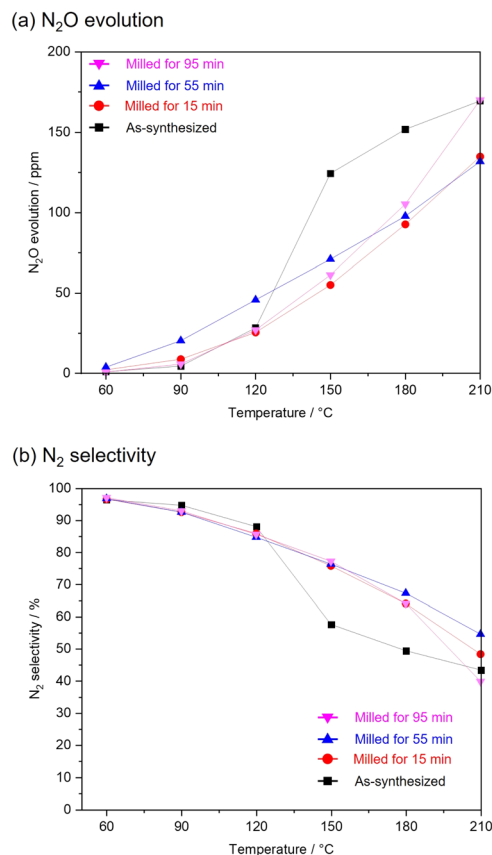 (a) N₂O evolution
Milled for 95 min
Milled for 55 min
Milled for 15 min
As-synthesized
N₂O evolution / ppm
200
150
100
50
0
60 90 120 150 180 210
Temperature / °C
(b) N₂ selectivity
N₂ selectivity / %
100
90
80
70
60
50
40
30
20
10
0
Milled for 95 min
Milled for 55 min
Milled for 15 min
As-synthesized
60 90 120 150 180 210
Temperature / °C